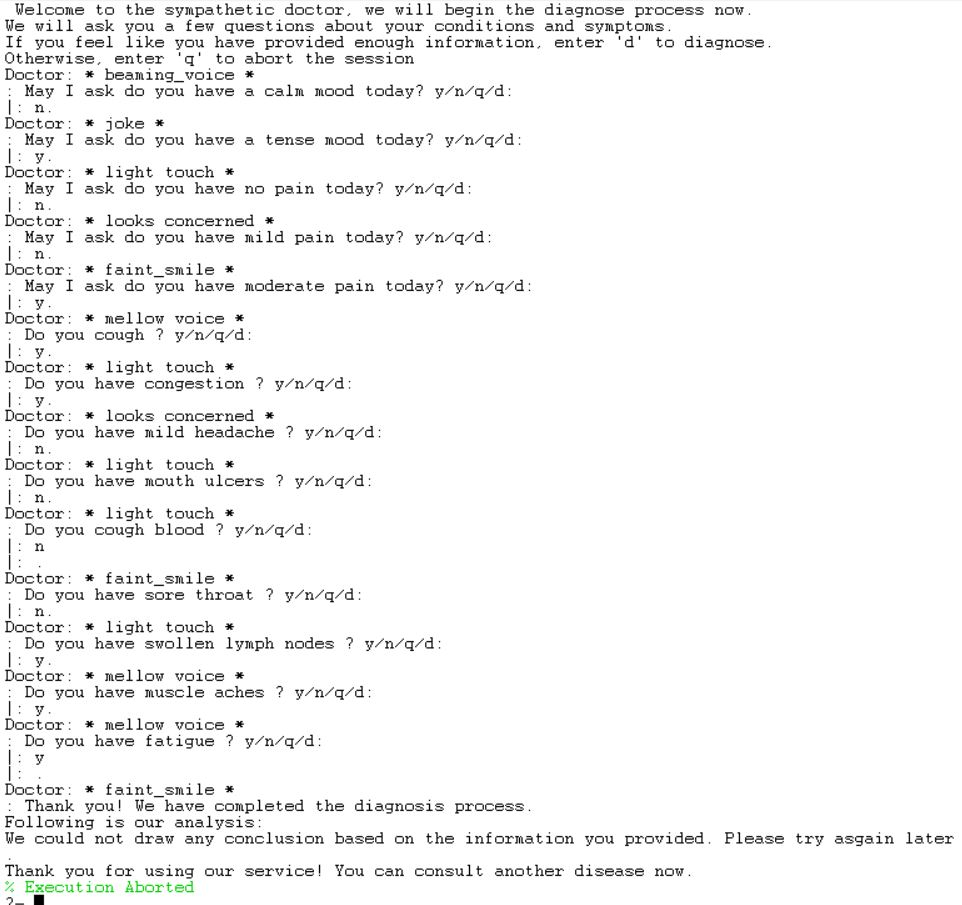 Welcome to the sympathetic doctor, we will begin the diagnose process now.
We will ask you a few questions about your conditions and symptoms.
If you feel like you have provided enough information, enter 'd' to diagnose.
Otherwise, enter 'q' to abort the session
Doctor: * beaming_voice *
: May I ask do you have a calm mood today? y/n/q/d:
|: n.
Doctor: * joke *
: May I ask do you have a tense mood today? y/n/q/d:
|: y.
Doctor: * light touch *
: May I ask do you have no pain today? y/n/q/d:
|: n.
Doctor: * looks concerned *
: May I ask do you have mild pain today? y/n/q/d:
|: n.
Doctor: * faint_smile *
: May I ask do you have moderate pain today? y/n/q/d:
|: y.
Doctor: * mellow voice *
: Do you cough ? y/n/q/d:
|: y.
Doctor: * light touch *
: Do you have congestion ? y/n/q/d:
|: y.
Doctor: * looks concerned *
: Do you have mild headache ? y/n/q/d:
|: n.
Doctor: * light touch *
: Do you have mouth ulcers ? y/n/q/d:
|: n.
Doctor: * light touch *
: Do you cough blood ? y/n/q/d:
|: n
|: .
Doctor: * faint_smile *
: Do you have sore throat ? y/n/q/d:
|: n.
Doctor: * light touch *
: Do you have swollen lymph nodes ? y/n/q/d:
|: y.
Doctor: * mellow voice *
: Do you have muscle aches ? y/n/q/d:
|: y.
Doctor: * mellow voice *
: Do you have fatigue ? y/n/q/d:
|: y
|: .
Doctor: * faint_smile *
: Thank you! We have completed the diagnosis process.
Following is our analysis:
We could not draw any conclusion based on the information you provided. Please try asgain later
.
Thank you for using our service! You can consult another disease now.
% Execution Aborted
?-